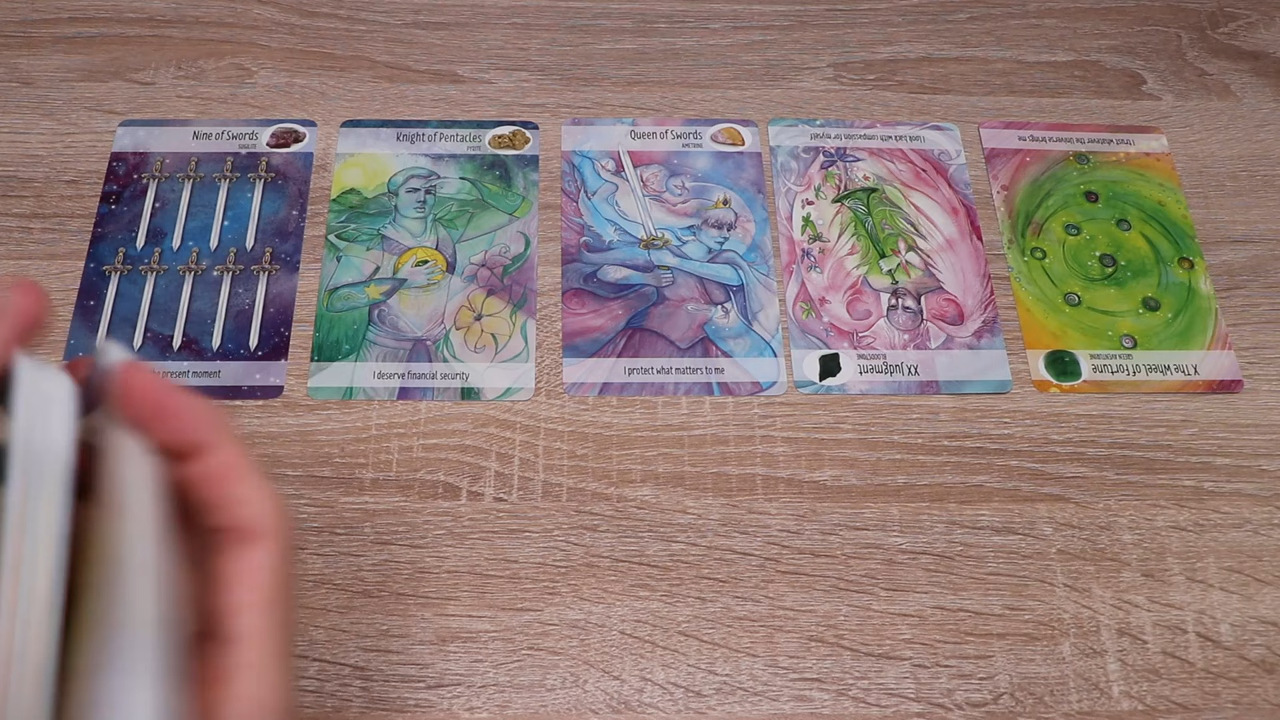 Nine of Swords
SUGILITE
present moment
Knight of Pentacles
PYRITE
I deserve financial security
Queen of Swords
AMETRINE
I protect what matters to me
I look back with compassion for myself
XX Judgment
BLOODSTONE
I trust whatever the Universe brings me
X The Wheel of Fortune
GREEN AVENTURINE